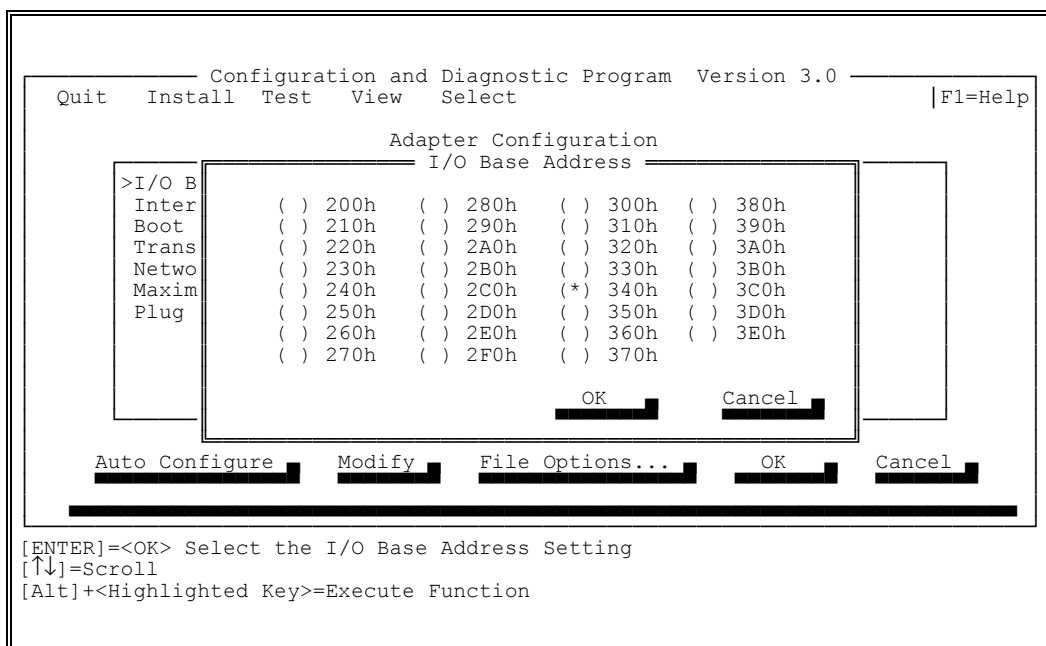 Configuration and Diagnostic Program Version 3.0
Quit Install Test View Select |F1=Help
Adapter Configuration
I/O Base Address
>I/O B
Inter ( ) 200h ( ) 280h ( ) 300h ( ) 380h
Boot ( ) 210h ( ) 290h ( ) 310h ( ) 390h
Trans ( ) 220h ( ) 2A0h ( ) 320h ( ) 3A0h
Netwo ( ) 230h ( ) 2B0h ( ) 330h ( ) 3B0h
Maxim ( ) 240h ( ) 2C0h (*) 340h ( ) 3C0h
Plug ( ) 250h ( ) 2D0h ( ) 350h ( ) 3D0h
( ) 260h ( ) 2E0h ( ) 360h ( ) 3E0h
( ) 270h ( ) 2F0h ( ) 370h
OK Cancel
Auto Configure Modify File Options... OK Cancel
[ENTER]=<OK> Select the I/O Base Address Setting
[↑↓]=Scroll
[Alt]+<Highlighted Key>=Execute Function